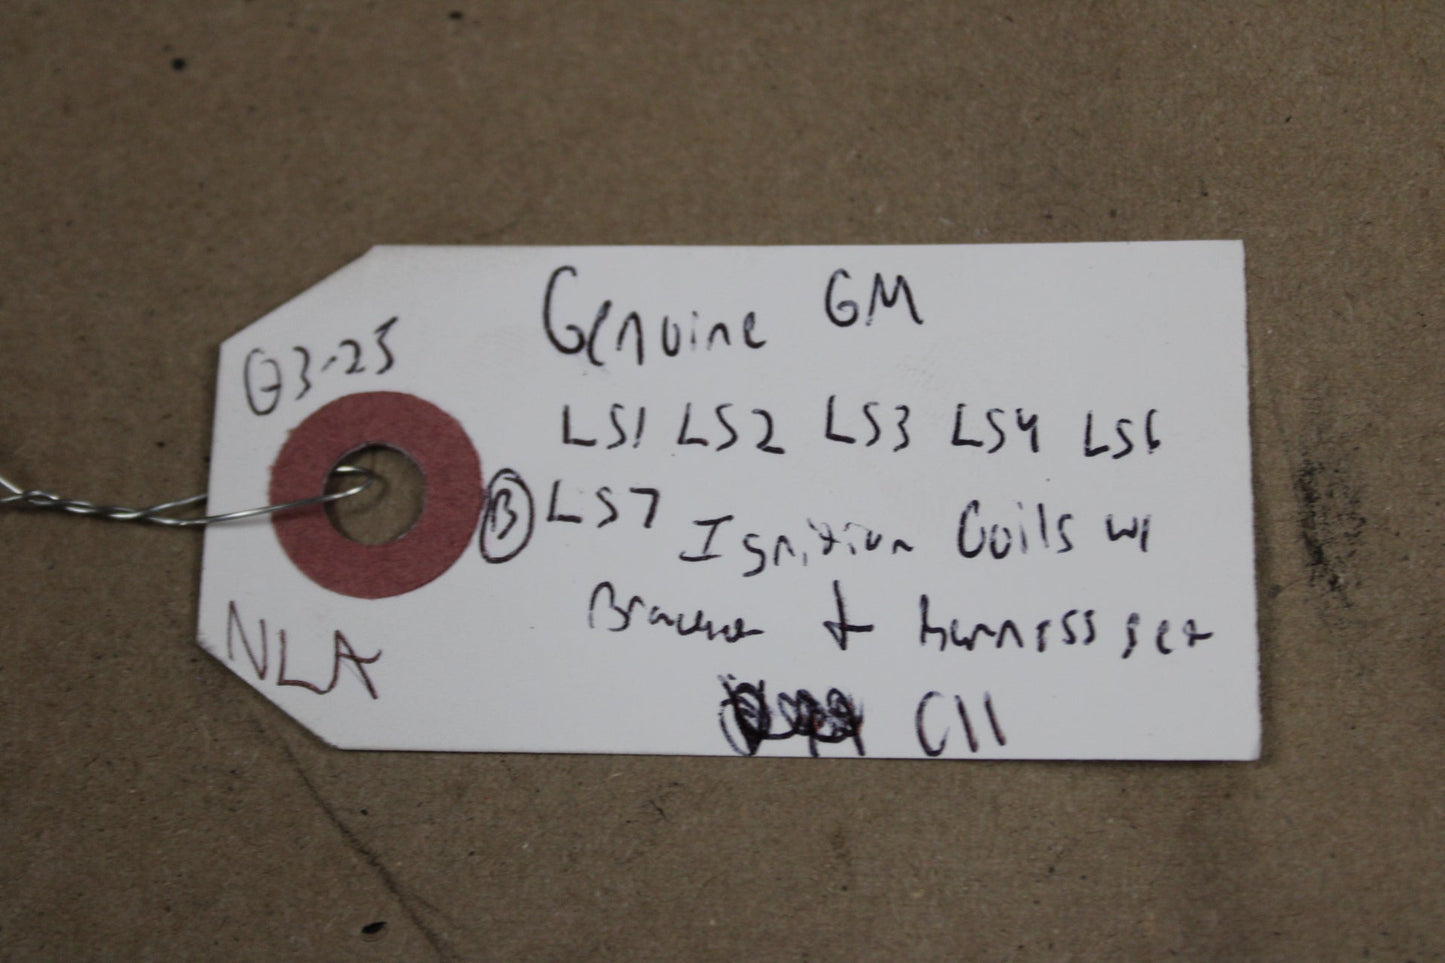 Genuine GM
03-25
LS1 LS2 LS3 LS4 LS6
B LS7 Ignition Coils w/
Bracket + harness set
NLA
C11